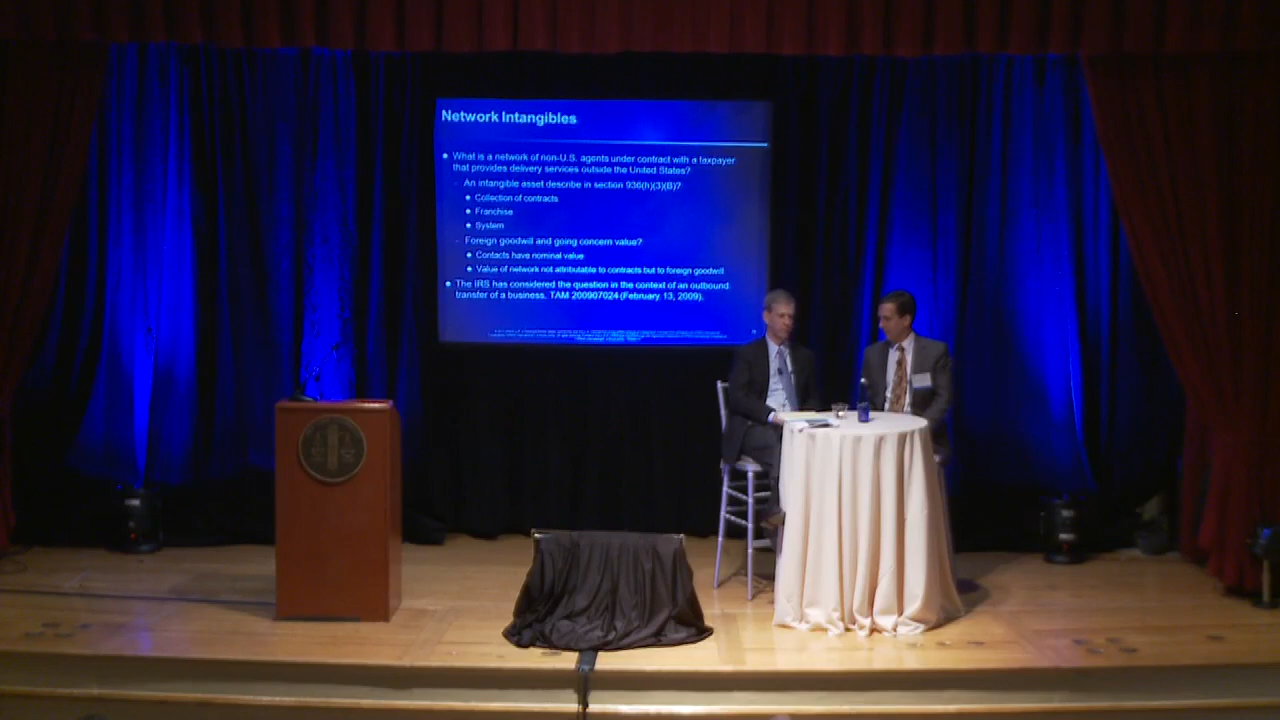 Network Intangibles
What is a network of non-U.S. agents under contract with a taxpayer
that provides delivery services outside the United States?
An intangible asset describe in section 936(h)(3)(B)?
Collection of contracts
Franchise
System
Foreign goodwill and going concern value?
Contacts have nominal value
Value of network not attributable to contracts but to foreign goodwill
The IRS has considered the question in the context of an outbound
transfer of a business. TAM 200907024 (February 13, 2009).